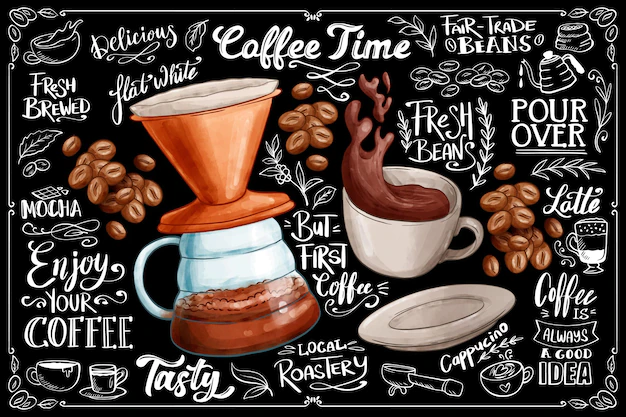 Delicious
Coffee Time
FAIR-TRADE
BEANS
FRESH
BREWED
flat White
FRESH
BEANS
POUR
OVER
MOCHA
Latte
Enjoy
YOUR
COFFEE
BUT
FIRST
Coffee
Coffee
IS
ALWAYS
A GOOD
IDEA
Tasty
LOCAL
ROASTERY
Cappucino